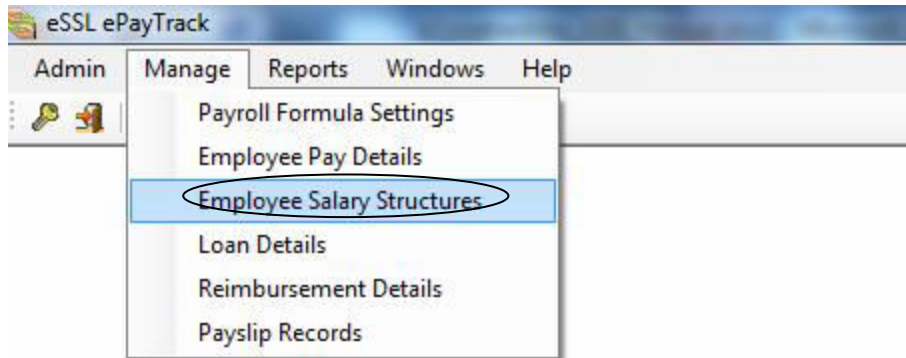 eSSL ePayTrack
Admin Manage Reports Windows Help
Payroll Formula Settings
Employee Pay Details
Employee Salary Structures
Loan Details
Reimbursement Details
Payslip Records